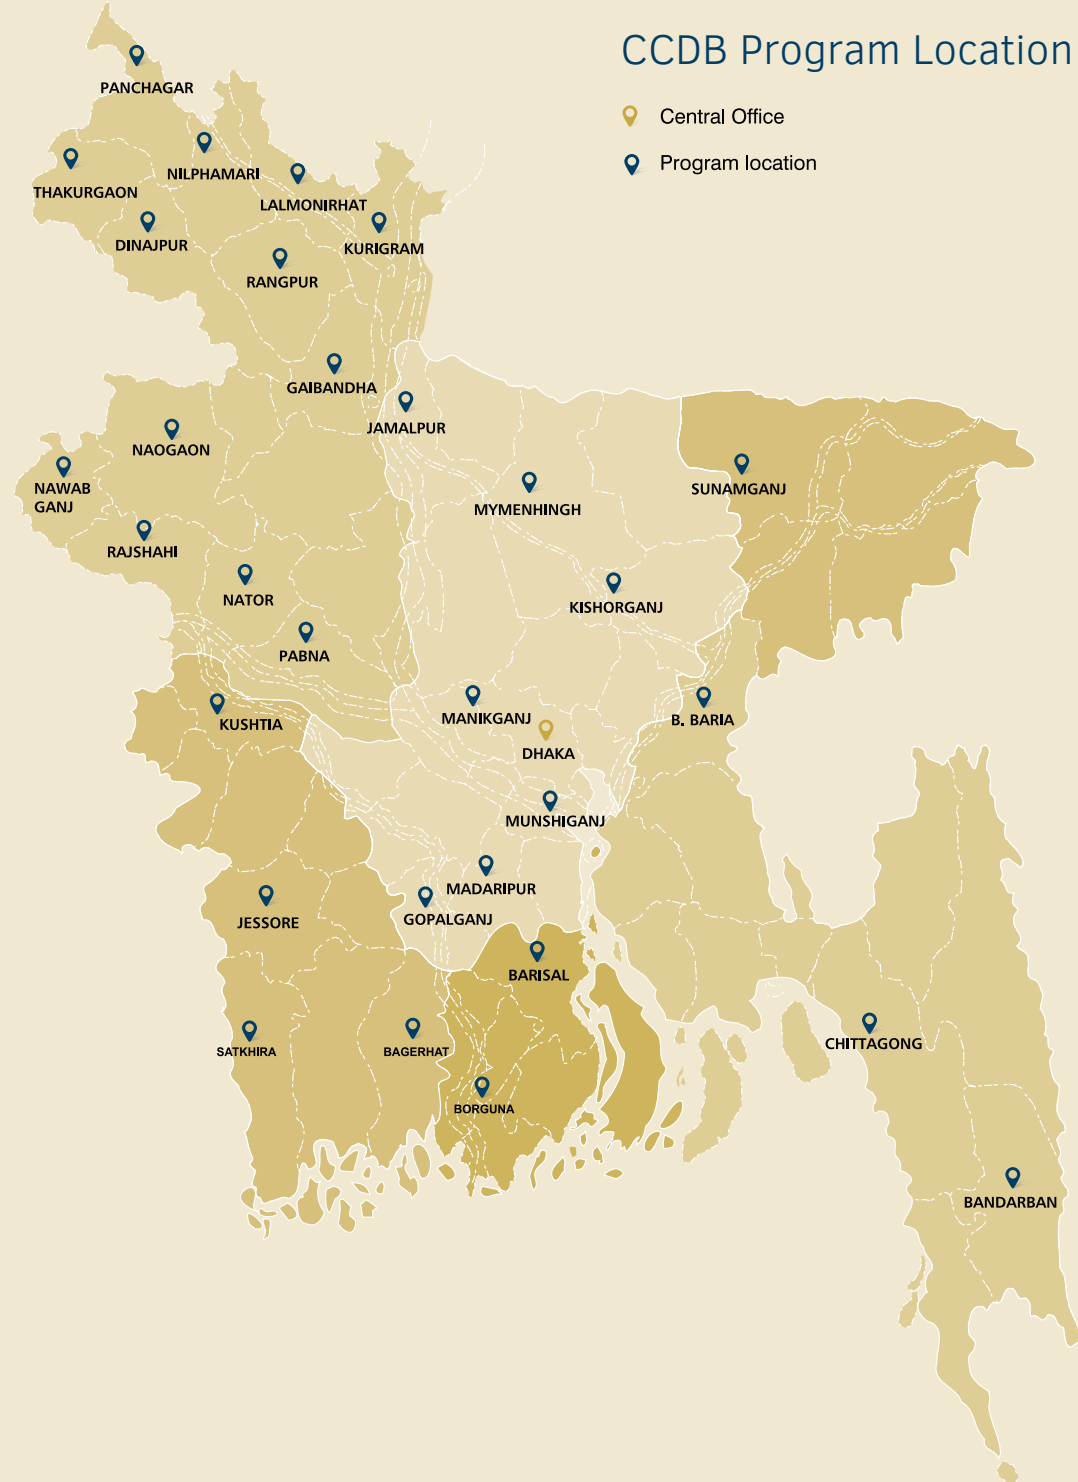 CCDB Program Location
Central Office
Program location
PANCHAGAR
NILPHAMARI
THAKURGAON
LALMONIRHAT
DINAJPUR
KURIGRAM
RANGPUR
GAIBANDHA
JAMALPUR
NAOGAON
NAWAB
GANJ
SUNAMGANJ
MYMENHINGH
RAJSHAHI
NATOR
KISHORGANJ
PABNA
MANIKGANJ
B. BARIA
KUSHTIA
DHAKA
MUNSHIGANJ
MADARIPUR
GOPALGANJ
JESSORE
BARISAL
CHITTAGONG
SATKHIRA
BAGERHAT
BORGUNA
BANDARBAN